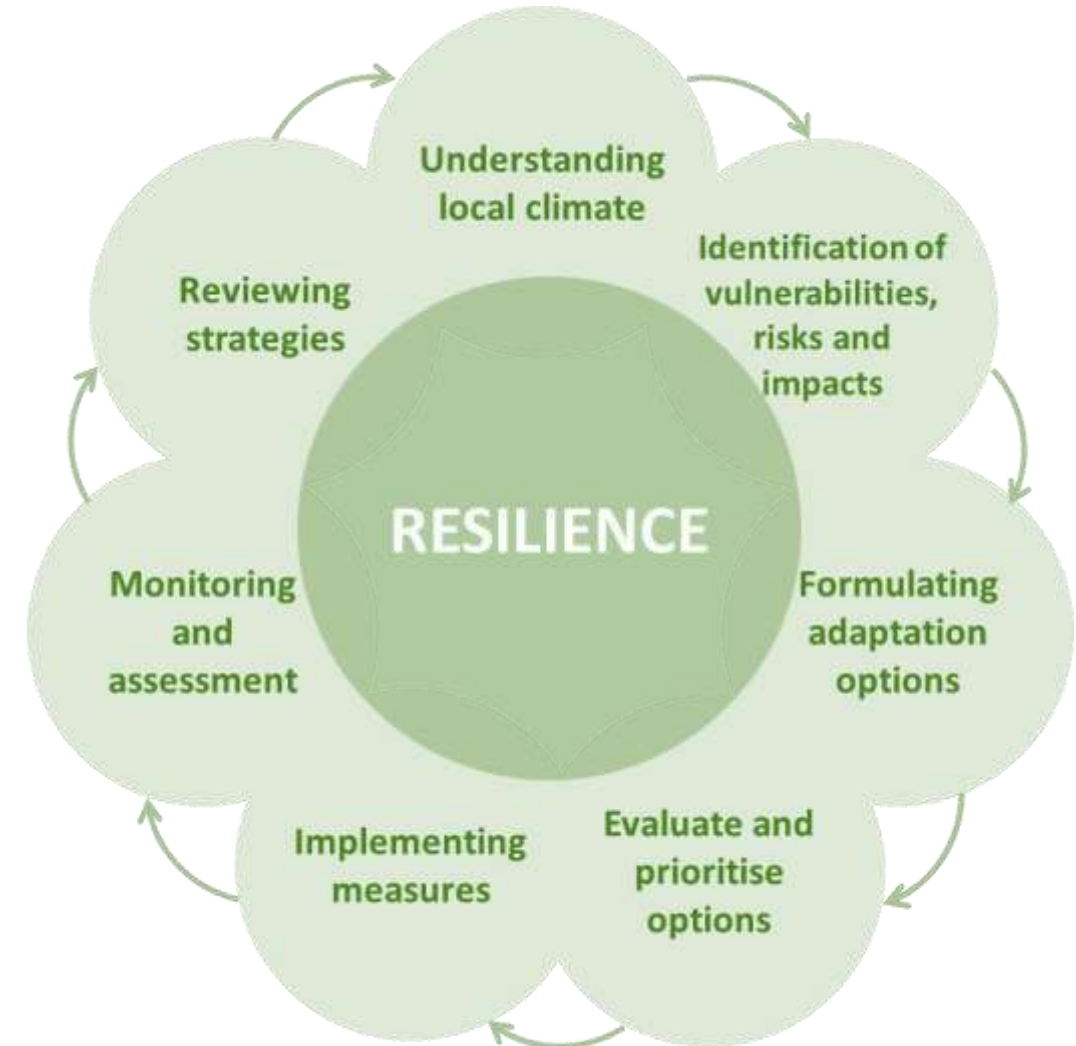 Understanding
local climate
Identification of
vulnerabilities,
risks and
impacts
Formulating
adaptation
options
Evaluate and
prioritise
options
Implementing
measures
Monitoring
and
assessment
Reviewing
strategies
RESILIENCE